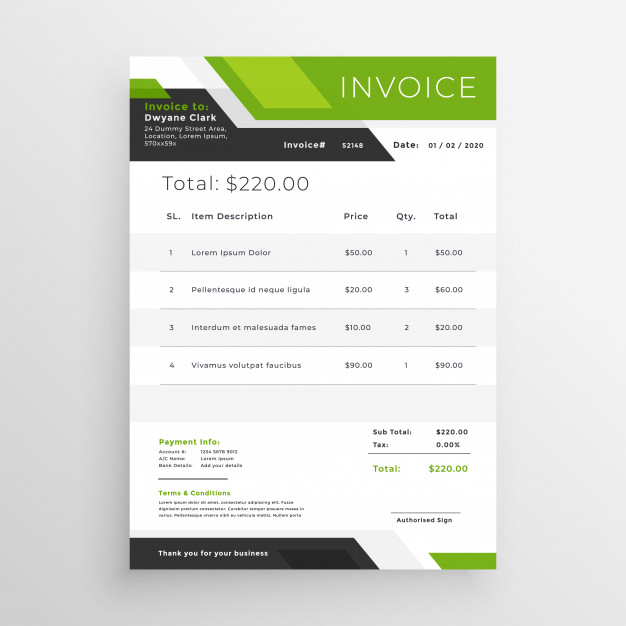 INVOICE
Invoice to:
Dwyane Clark
24 Dummy Street Area,
Location, Lorem Ipsum,
570xx59x
Invoice# 52148 Date: 01 / 02 / 2020
Total: $220.00
SL. Item Description Price Qty. Total
1 Lorem Ipsum Dolor $50.00 1 $50.00
2 Pellentesque id neque ligula $20.00 3 $60.00
3 Interdum et malesuada fames $10.00 2 $20.00
4 Vivamus volutpat faucibus $90.00 1 $90.00
Sub Total: $220.00
Tax: 0.00%
Total: $220.00
Payment Info:
Account #: 1234 5678 9012
A/C Name: Lorem Ipsum
Bank Details: Add your details
Terms & Conditions
Lorem ipsum dolor sit amet, consectetur adipiscing
elit. Fusce dignissim pretium consectetur.
Curabitur tempor posuere massa in varius.
Pellentesque viverra nibh eu vehicula mattis.
Nullam porta convallis tortor nulla porta
Authorised Sign
Thank you for your business